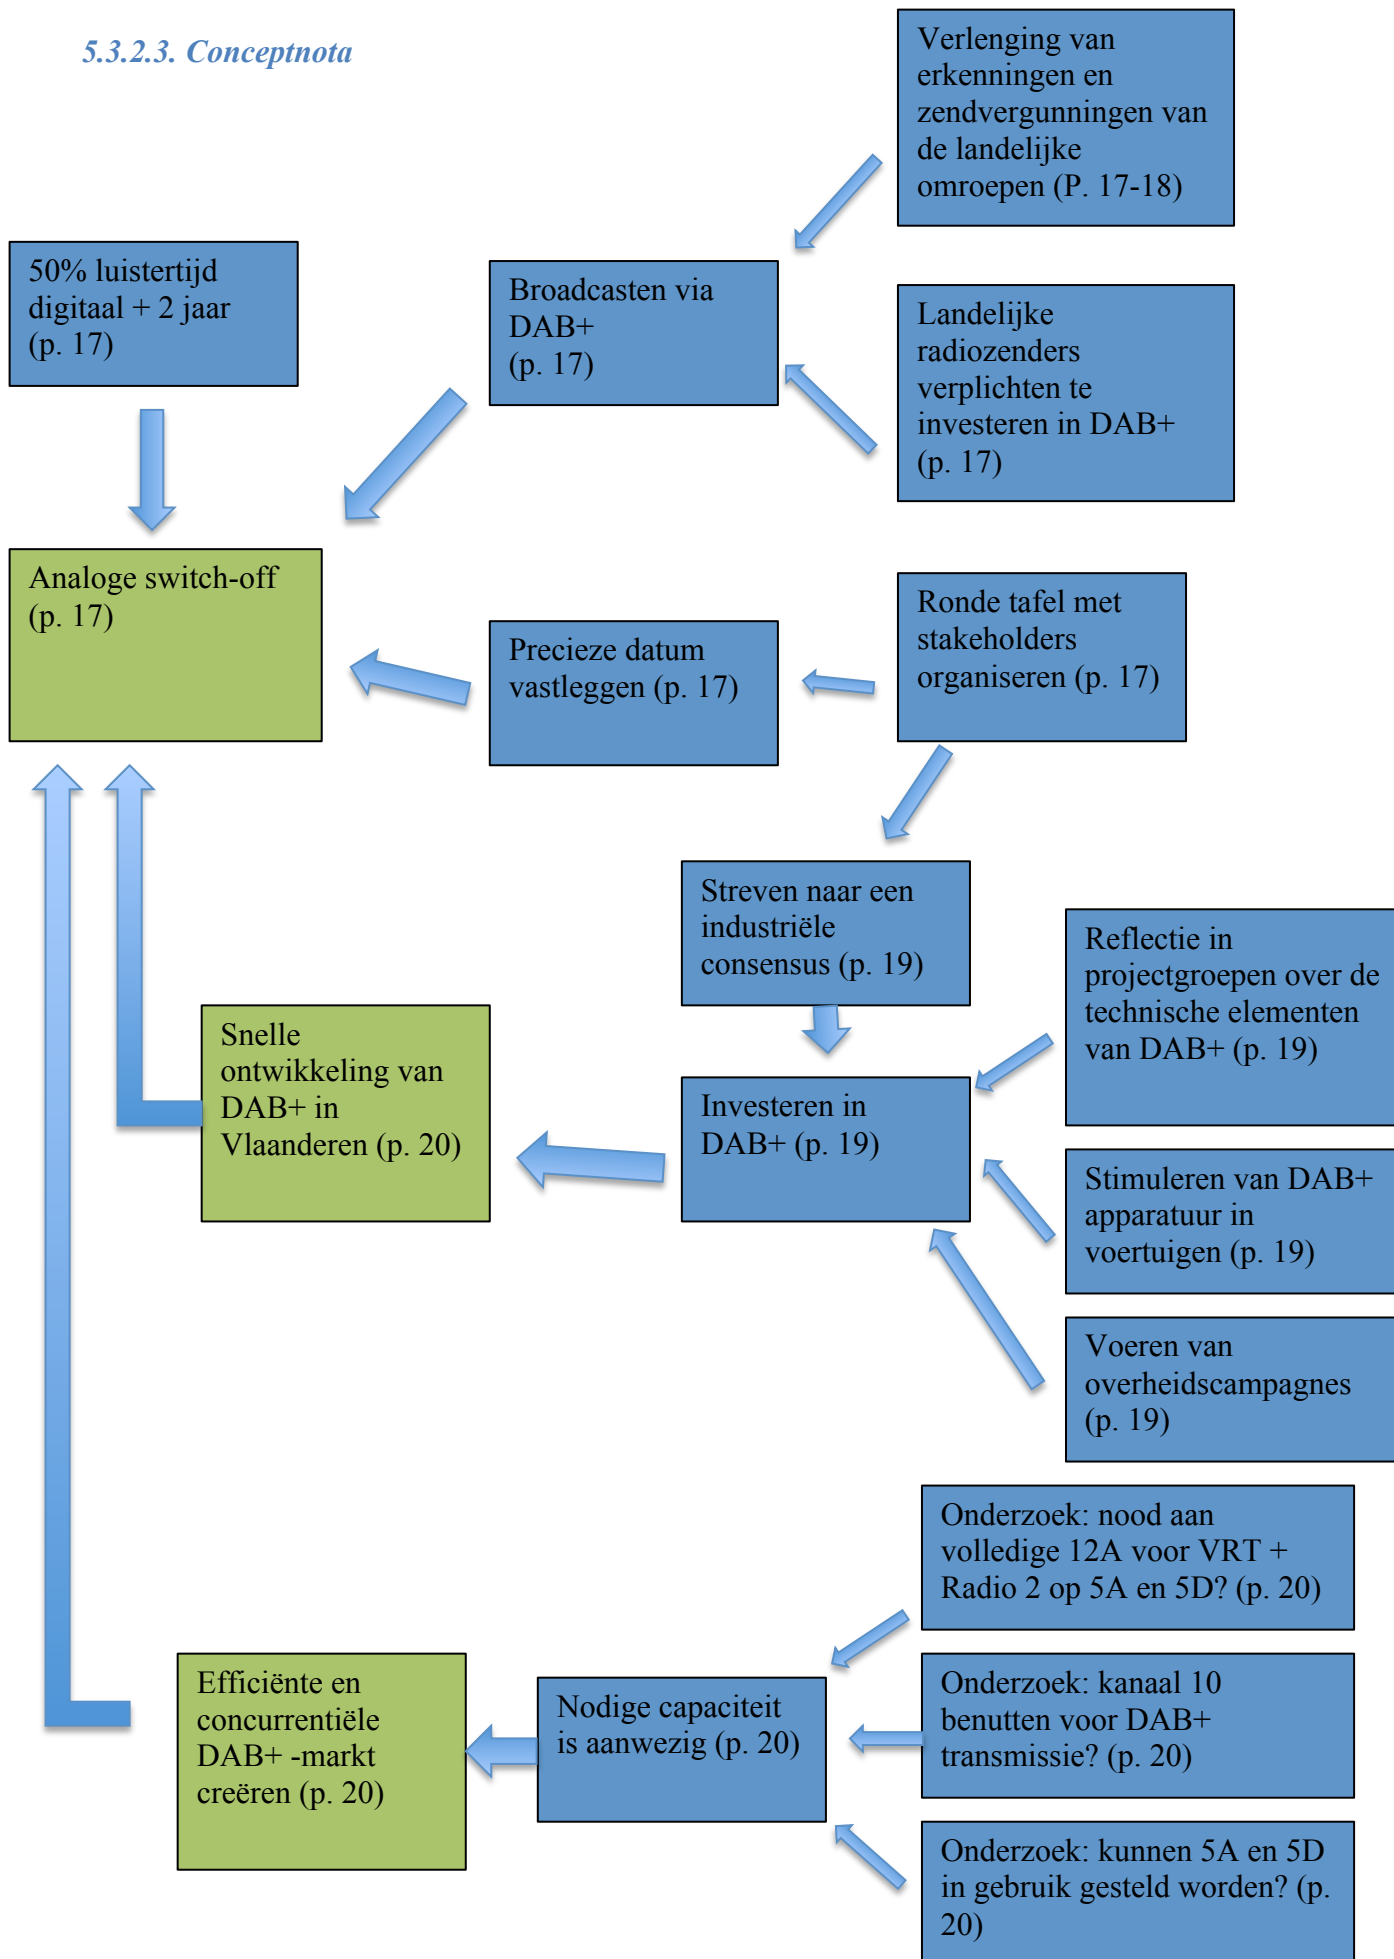 5.3.2.3. Conceptnota
Verlenging van
erkenningen en
zendvergunningen van
de landelijke
omroepen (P. 17-18)
50% luistertijd
digitaal + 2 jaar
(p. 17)
Broadcasten via
DAB+
(p. 17)
Landelijke
radiozenders
verplichten te
investeren in DAB+
(p. 17)
Analoge switch-off
(p. 17)
Precieze datum
vastleggen (p. 17)
Ronde tafel met
stakeholders
organiseren (p. 17)
Streven naar een
industriële
consensus (p. 19)
Reflectie in
projectgroepen over de
technische elementen
van DAB+ (p. 19)
Snelle
ontwikkeling van
DAB+ in
Vlaanderen (p. 20)
Investeren in
DAB+ (p. 19)
Stimuleren van DAB+
apparatuur in
voertuigen (p. 19)
Voeren van
overheidscampagnes
(p. 19)
Onderzoek: nood aan
volledige 12A voor VRT +
Radio 2 op 5A en 5D? (p. 20)
Efficiënte en
concurrentiële
DAB+ -markt
creëren (p. 20)
Nodige capaciteit
is aanwezig (p. 20)
Onderzoek: kanaal 10
benutten voor DAB+
transmissie? (p. 20)
Onderzoek: kunnen 5A en 5D
in gebruik gesteld worden? (p.
20)